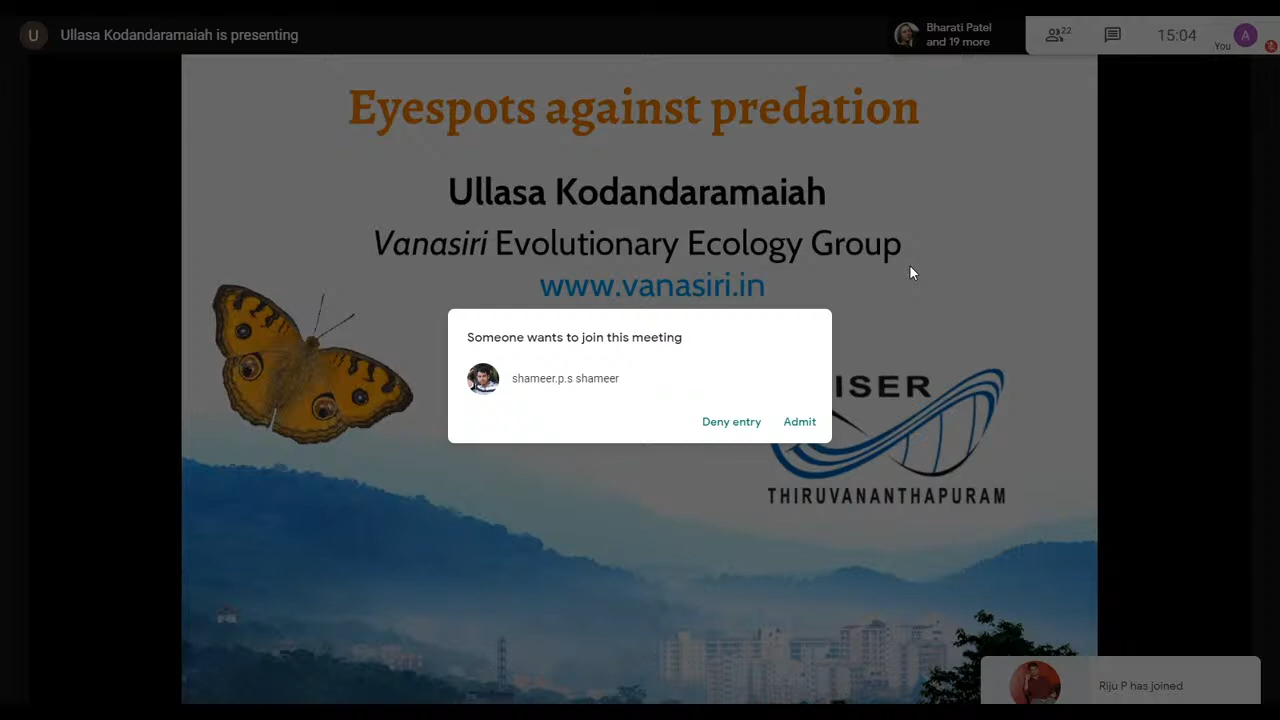 U
Ullasa Kodandaramaiah is presenting
Bharati Patel
and 19 more
22
15:04
You
A
Eyespots against predation
Ullasa Kodandaramaiah
Vanasiri Evolutionary Ecology Group
www.vanasiri.in
Someone wants to join this meeting
shameer.p.s shameer
Deny entry
Admit
ISER
THIRUVANANTHAPURAM
Riju P has joined